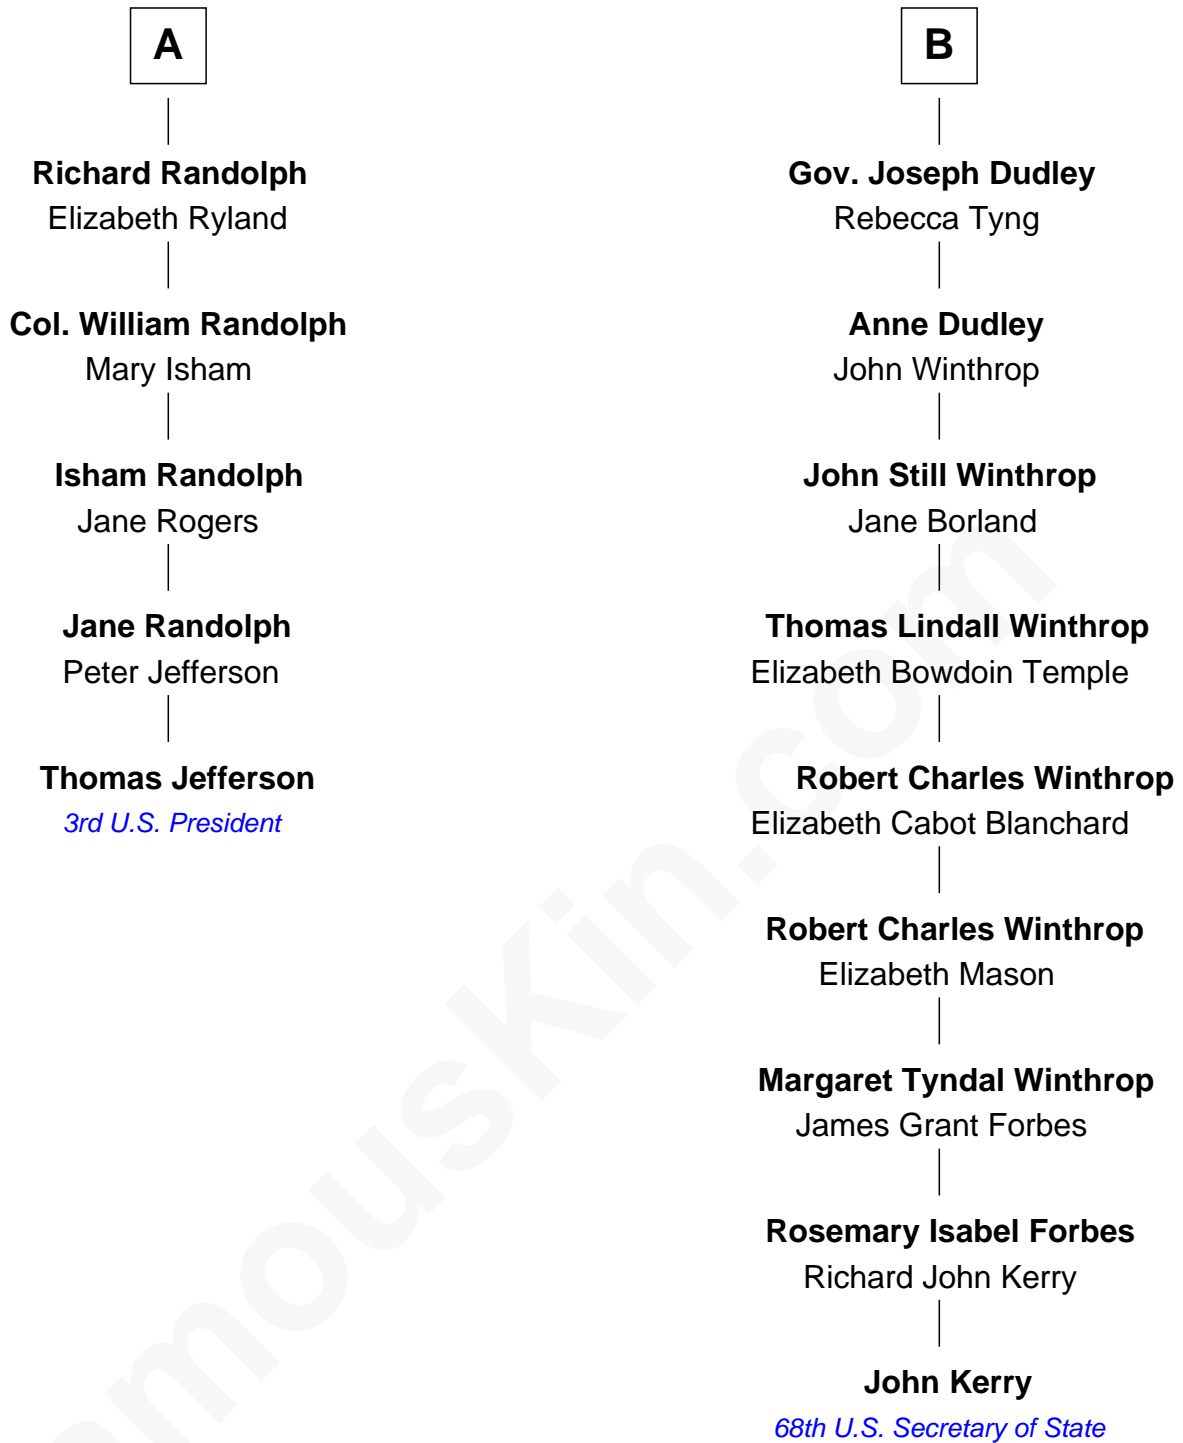 A
Richard Randolph
Elizabeth Ryland
Col. William Randolph
Mary Isham
Isham Randolph
Jane Rogers
Jane Randolph
Peter Jefferson
Thomas Jefferson
3rd U.S. President
B
Gov. Joseph Dudley
Rebecca Tyng
Anne Dudley
John Winthrop
John Still Winthrop
Jane Borland
Thomas Lindall Winthrop
Elizabeth Bowdoin Temple
Robert Charles Winthrop
Elizabeth Cabot Blanchard
Robert Charles Winthrop
Elizabeth Mason
Margaret Tyndal Winthrop
James Grant Forbes
Rosemary Isabel Forbes
Richard John Kerry
John Kerry
68th U.S. Secretary of State
amouskin.com